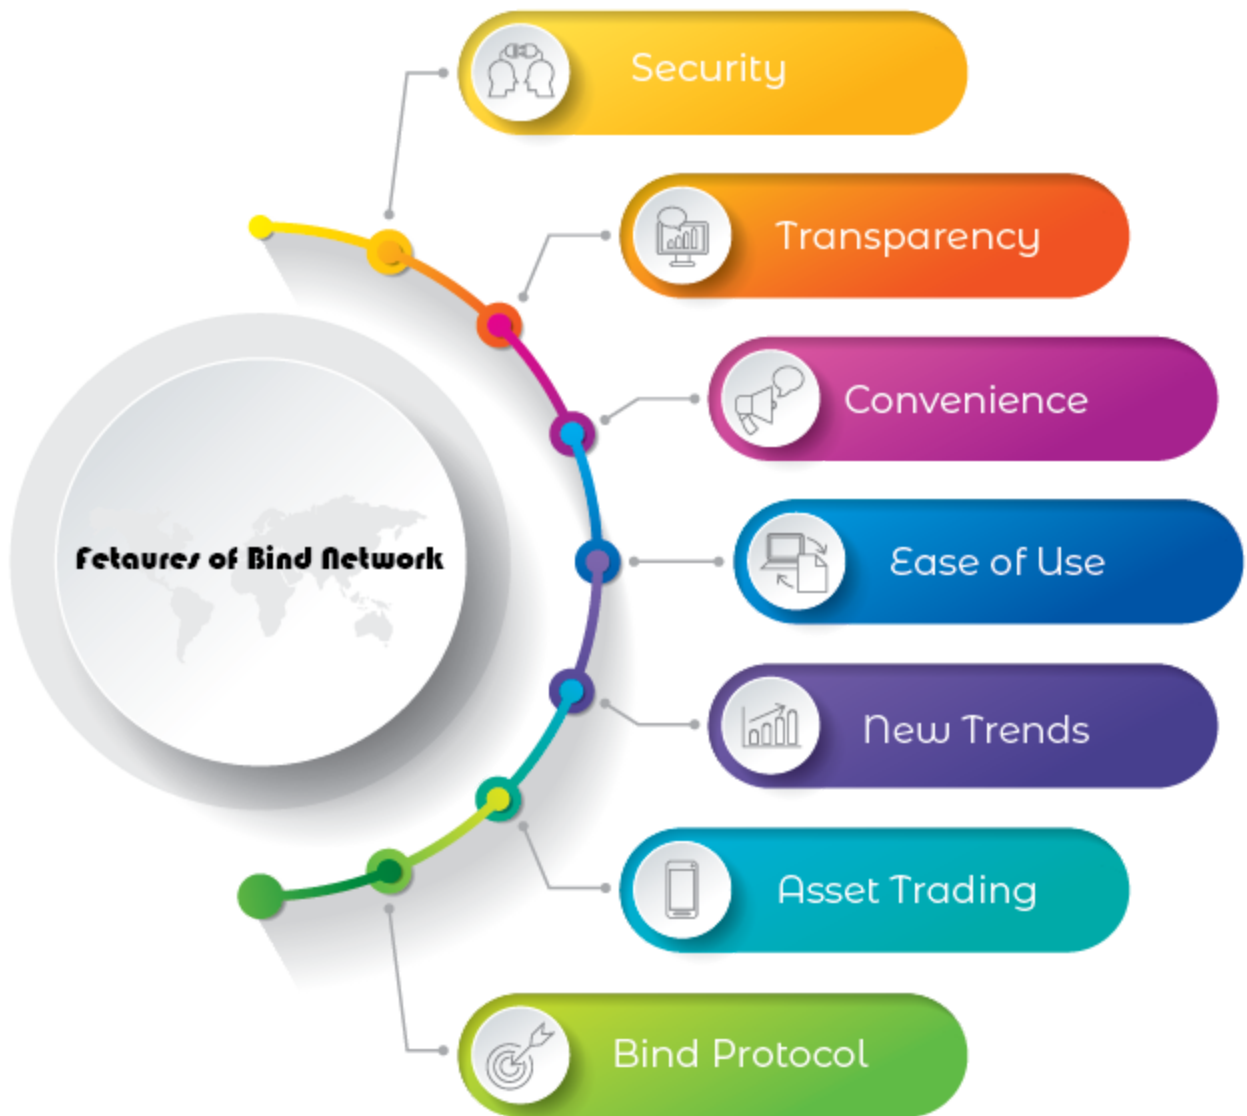 Security
Transparency
Convenience
Fetaures of Bind Network
Ease of Use
New Trends
Asset Trading
Bind Protocol